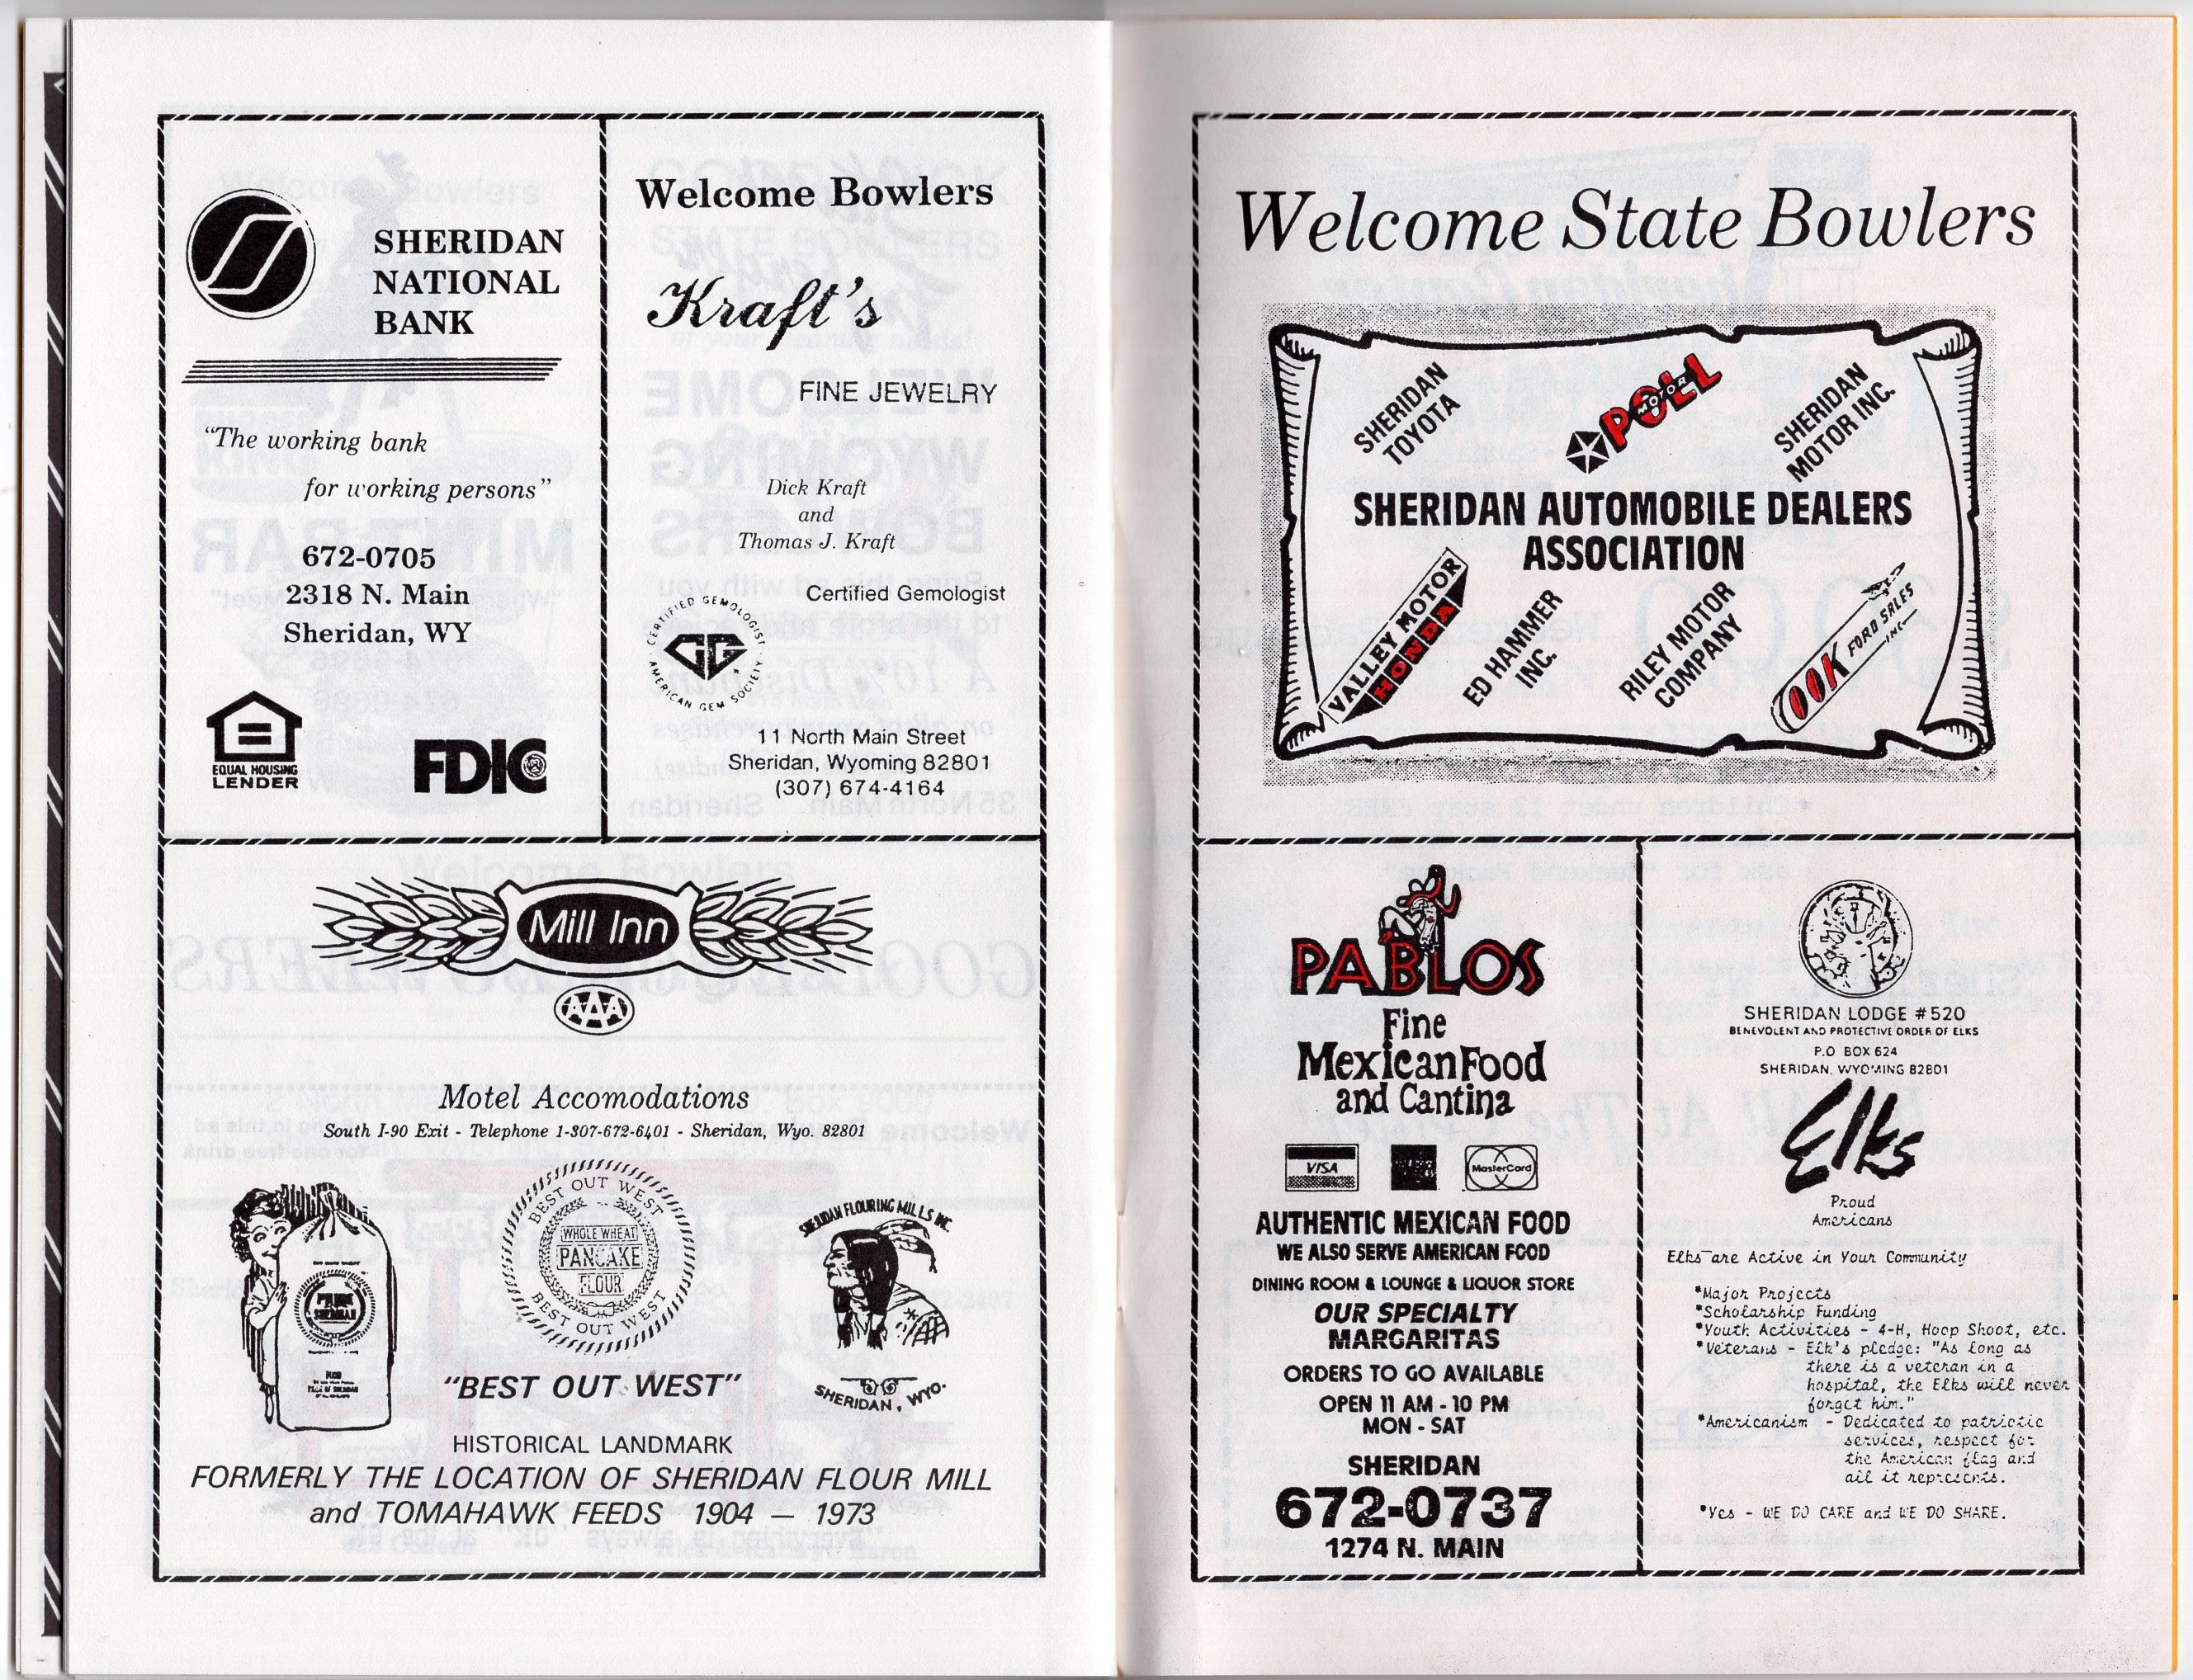 SHERIDAN
NATIONAL
BANK
"The working bank
for working persons"
672-0705
2318 N. Main
Sheridan, WY
EQUAL HOUSING
LENDER
FDIC
Welcome Bowlers
Kraft's
FINE JEWELRY
Dick Kraft
and
Thomas J. Kraft
Certified Gemologist
CERTIFIED GEMOLOGIST
AMERICAN GEM SOCIETY
11 North Main Street
Sheridan, Wyoming 82801
(307) 674-4164
Mill Inn
AAA
Motel Accomodations
South I-90 Exit - Telephone 1-307-672-6401 - Sheridan, Wyo. 82801
BEST OUT WEST
WHOLE WHEAT
PANCAKE
FLOUR
BEST OUT WEST
SHERIDAN FLOURING MILLS INC.
SHERIDAN, WYO.
"BEST OUT WEST"
HISTORICAL LANDMARK
FORMERLY THE LOCATION OF SHERIDAN FLOUR MILL
and TOMAHAWK FEEDS 1904 — 1973
Welcome State Bowlers
SHERIDAN
TOYOTA
POLL
MOTOR
SHERIDAN
MOTOR INC.
SHERIDAN AUTOMOBILE DEALERS
ASSOCIATION
VALLEY MOTOR
HONDA
ED HAMMER
INC.
RILEY MOTOR
COMPANY
COOK FORD SALES
INC
PABLOS
Fine
Mexican Food
and Cantina
VISA
MasterCard
AUTHENTIC MEXICAN FOOD
WE ALSO SERVE AMERICAN FOOD
DINING ROOM & LOUNGE & LIQUOR STORE
OUR SPECIALTY
MARGARITAS
ORDERS TO GO AVAILABLE
OPEN 11 AM - 10 PM
MON - SAT
SHERIDAN
672-0737
1274 N. MAIN
SHERIDAN LODGE #520
BENEVOLENT AND PROTECTIVE ORDER OF ELKS
P.O BOX 624
SHERIDAN, WYOMING 82801
Elks
Proud
Americans
Elks are Active in Your Community
*Major Projects
*Scholarship Funding
*Youth Activities - 4-H, Hoop Shoot, etc.
*Veterans - Elk's pledge: "As long as
there is a veteran in a
hospital, the Elks will never
forget him."
*Americanism - Dedicated to patriotic
services, respect for
the American flag and
all it represents.
*Yes - WE DO CARE and WE DO SHARE.